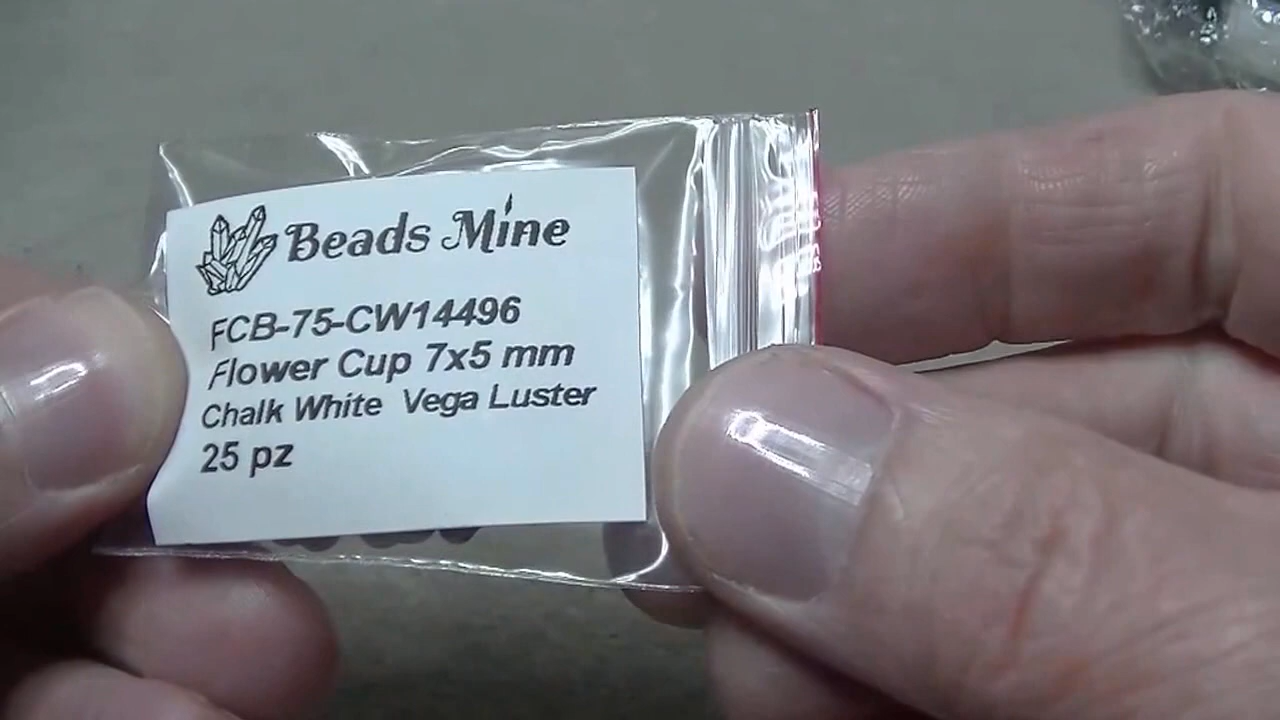 Beads Mine
FCB-75-CW14496
Flower Cup 7x5 mm
Chalk White Vega Luster
25 pz